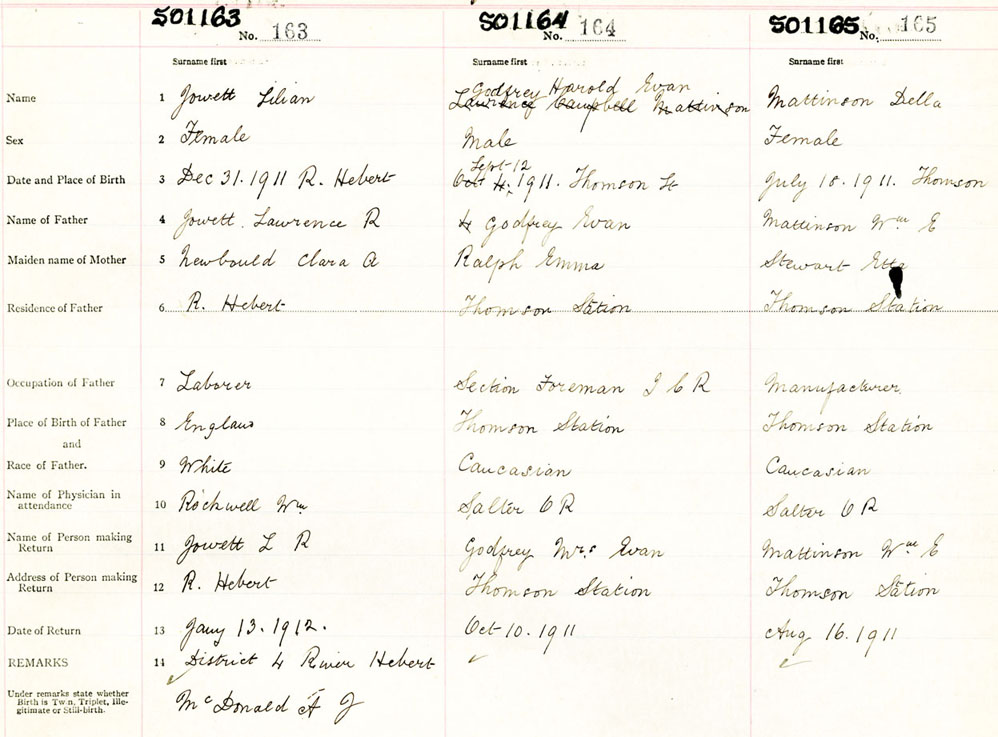 S01163 S01164 S01165
No. 163 No. 164 No. 165
Surname first Surname first Surname first
Name 1 Jowett Lilian Godfrey Harold Evan Mattinson Della
Lawrence Campbell Mattinson
Sex 2 Female Male Female
Sept-12
Date and Place of Birth 3 Dec 31. 1911 R. Hebert Oct 4. 1911. Thomson St July 18. 1911. Thomson
Name of Father 4 Jowett. Lawrence R Godfrey Evan Mattinson Wm E
Maiden name of Mother 5 Newbould Clara A Ralph Emma Stewart Etta
Residence of Father 6 R. Hebert Thomson Station Thomson Station
Occupation of Father 7 Laborer Section Foreman I C R Manufacturer
Place of Birth of Father 8 England Thomson Station Thomson Station
and
Race of Father. 9 White Caucasian Caucasian
Name of Physician in
attendance 10 Rockwell Wm Salter C R Salter C R
Name of Person making
Return 11 Jowett L R Godfrey Mrs Evan Mattinson Wm E
Address of Person making
Return 12 R. Hebert Thomson Station Thomson Station
Date of Return 13 Jany 13. 1912. Oct 10. 1911 Aug 16. 1911
REMARKS 14 District 4 River Hebert
Under remarks state whether
Birth is Twin, Triplet, Ille-
gitimate or Still-birth.
McDonald A J